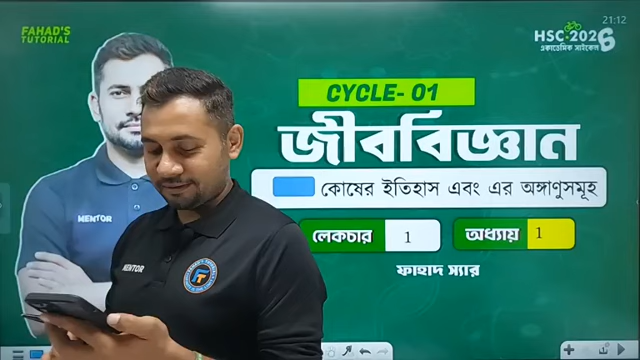 FAHAD'S
TUTORIAL
21:12
HSC 2026
একাডেমিক সাইকেল
CYCLE- 01
জীববিজ্ঞান
কোষের ইতিহাস এবং এর অঙ্গাণুসমূহ
লেকচার 1
অধ্যায় 1
ফাহাদ স্যার
MENTOR
MENTOR
FT